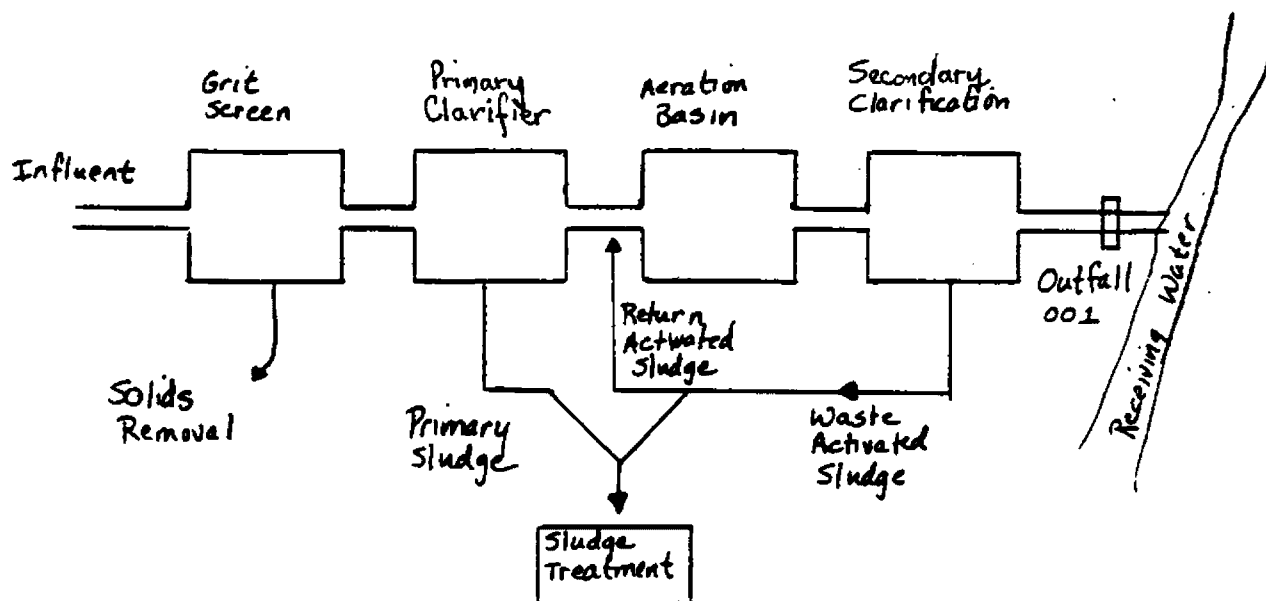 Grit
Screen
Primary
Clarifier
Aeration
Basin
Secondary
Clarification
Influent
Outfall
001
Receiving Water
Return
Activated
Sludge
Solids
Removal
Primary
Sludge
Waste
Activated
Sludge
Sludge
Treatment